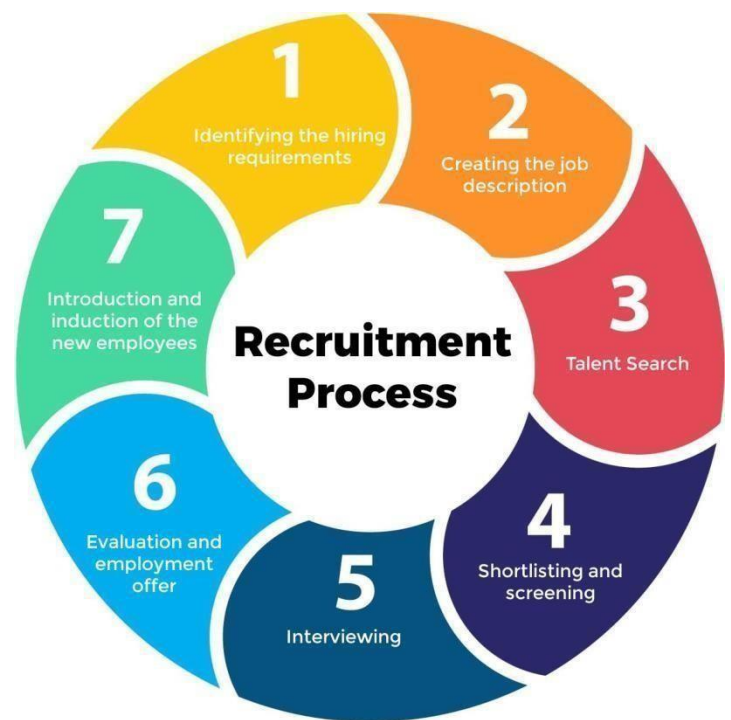 1
Identifying the hiring
requirements
2
Creating the job
description
3
Talent Search
4
Shortlisting and
screening
5
Interviewing
6
Evaluation and
employment
offer
7
Introduction and
induction of the
new employees
Recruitment
Process